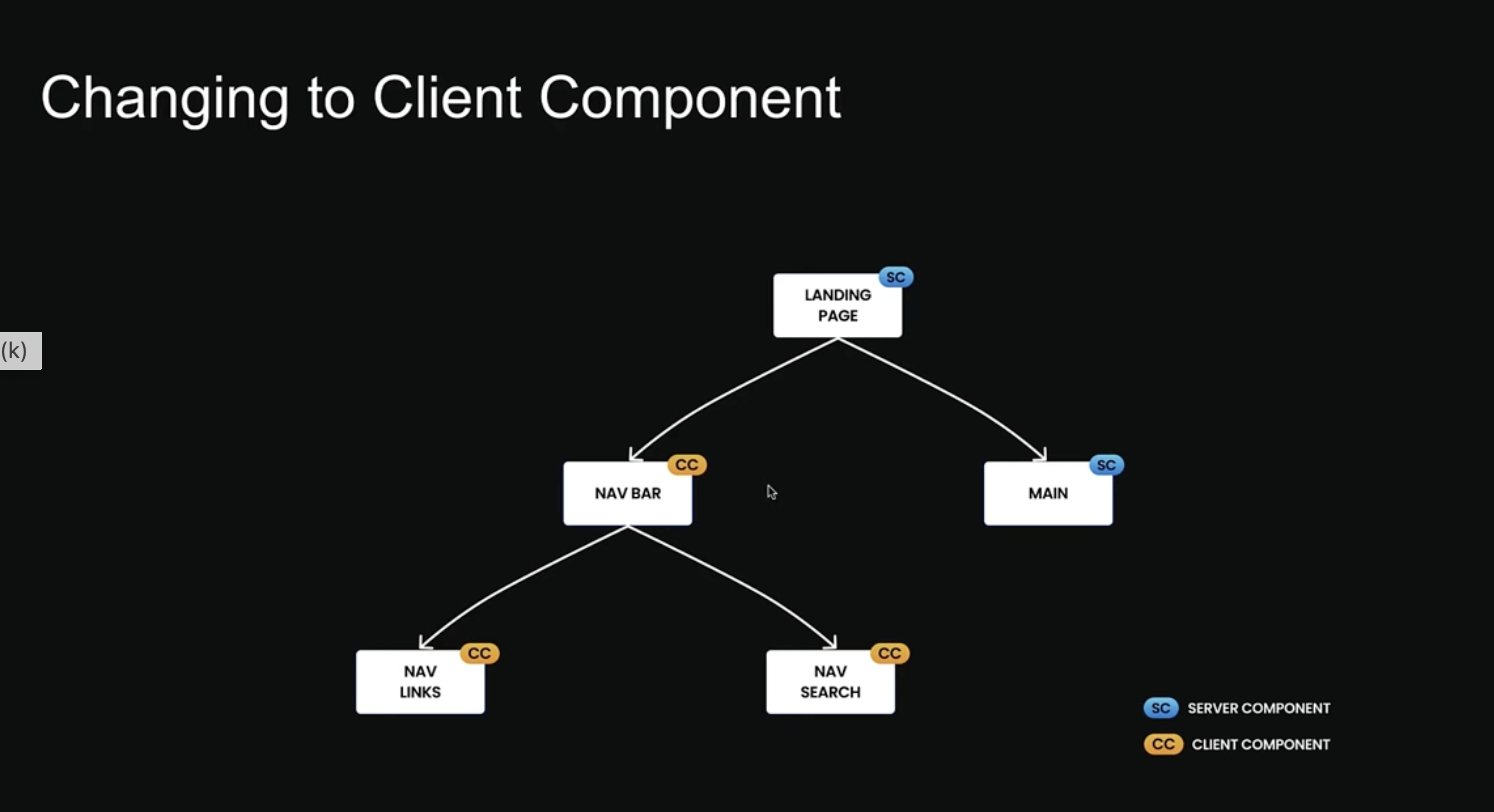 Changing to Client Component
SC
LANDING
PAGE
(k)
CC
NAV BAR
SC
MAIN
CC
NAV
LINKS
CC
NAV
SEARCH
SC SERVER COMPONENT
CC CLIENT COMPONENT